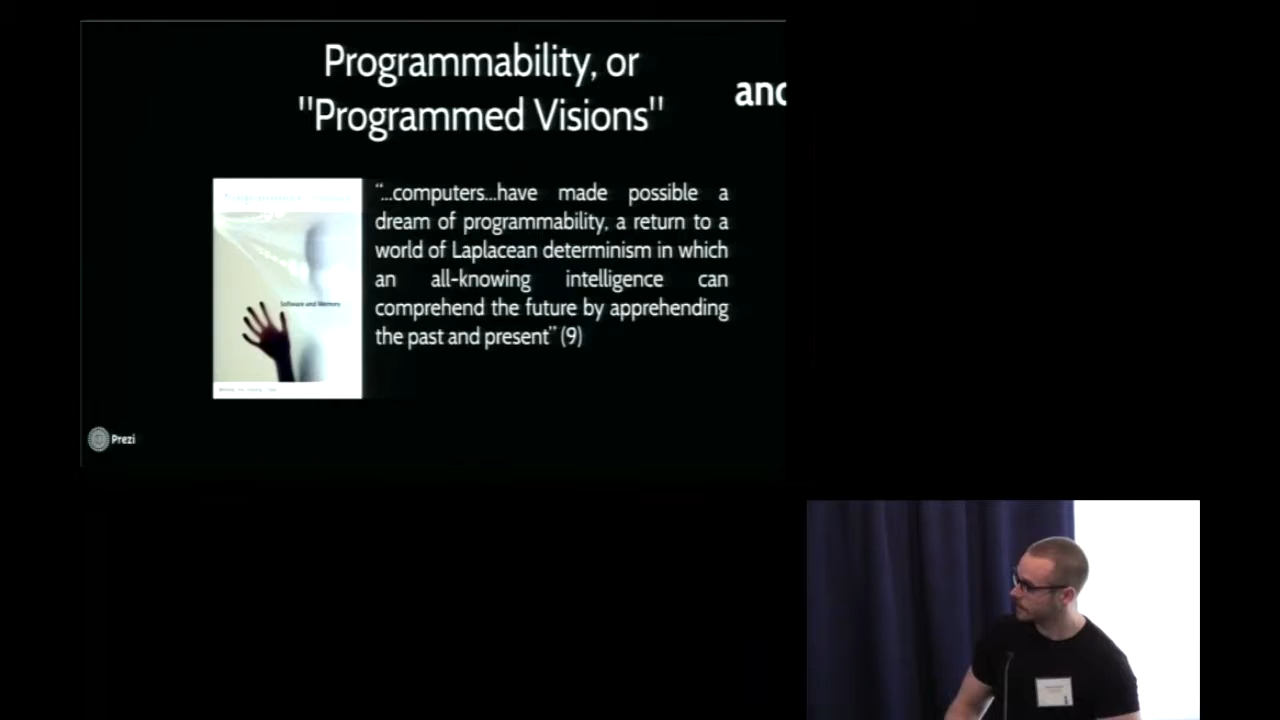 Programmability, or
"Programmed Visions"
and
“...computers...have made possible a
dream of programmability, a return to a
world of Laplacean determinism in which
an all-knowing intelligence can
comprehend the future by apprehending
the past and present” (9)
Software and Memory
Prezi